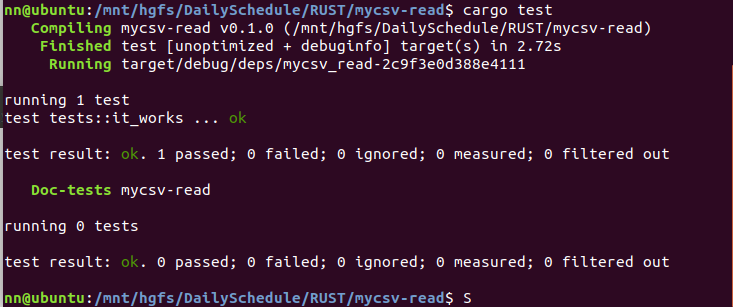 nn@ubuntu:/mnt/hgfs/DailySchedule/RUST/mycsv-read$ cargo test
   Compiling mycsv-read v0.1.0 (/mnt/hgfs/DailySchedule/RUST/mycsv-read)
    Finished test [unoptimized + debuginfo] target(s) in 2.72s
     Running target/debug/deps/mycsv_read-2c9f3e0d388e4111

running 1 test
test tests::it_works ... ok

test result: ok. 1 passed; 0 failed; 0 ignored; 0 measured; 0 filtered out

   Doc-tests mycsv-read

running 0 tests

test result: ok. 0 passed; 0 failed; 0 ignored; 0 measured; 0 filtered out

nn@ubuntu:/mnt/hgfs/DailySchedule/RUST/mycsv-read$ S